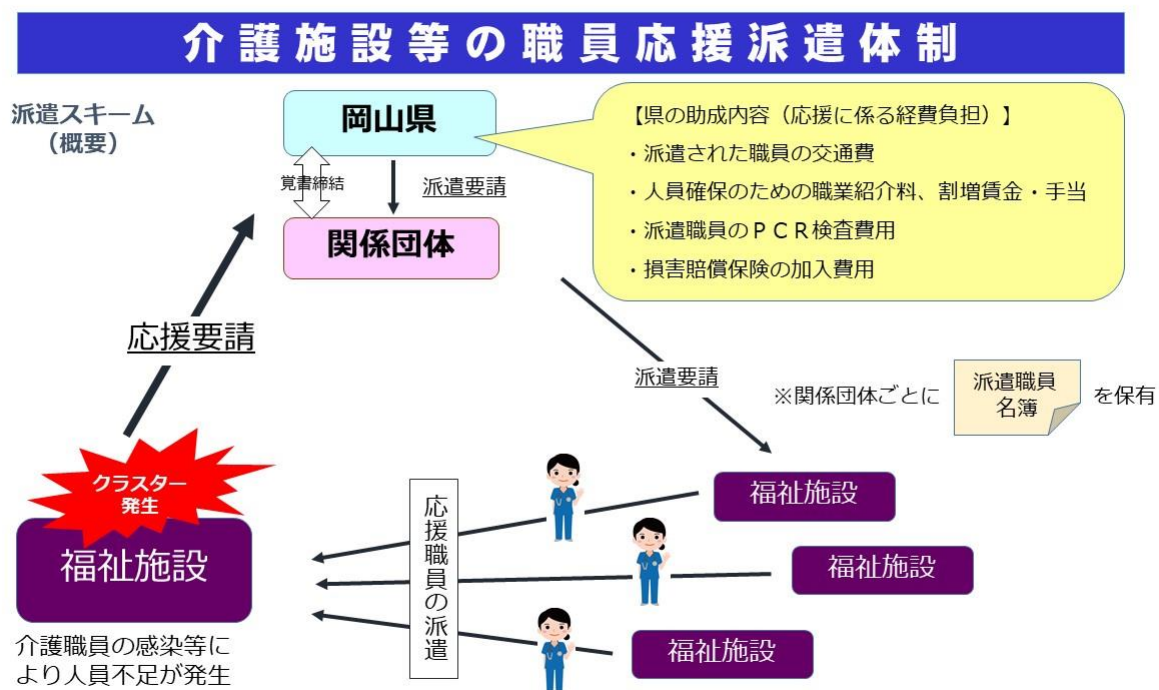 介護施設等の職員応援派遣体制
派遣スキーム
（概要）
岡山県
覚書締結
派遣要請
関係団体
【県の助成内容（応援に係る経費負担）】
・派遣された職員の交通費
・人員確保のための職業紹介料、割増賃金・手当
・派遣職員のＰＣＲ検査費用
・損害賠償保険の加入費用
応援要請
派遣要請
※関係団体ごとに
派遣職員
名簿
を保有
クラスター
発生
福祉施設
介護職員の感染等に
より人員不足が発生
応援職員の派遣
福祉施設
福祉施設
福祉施設